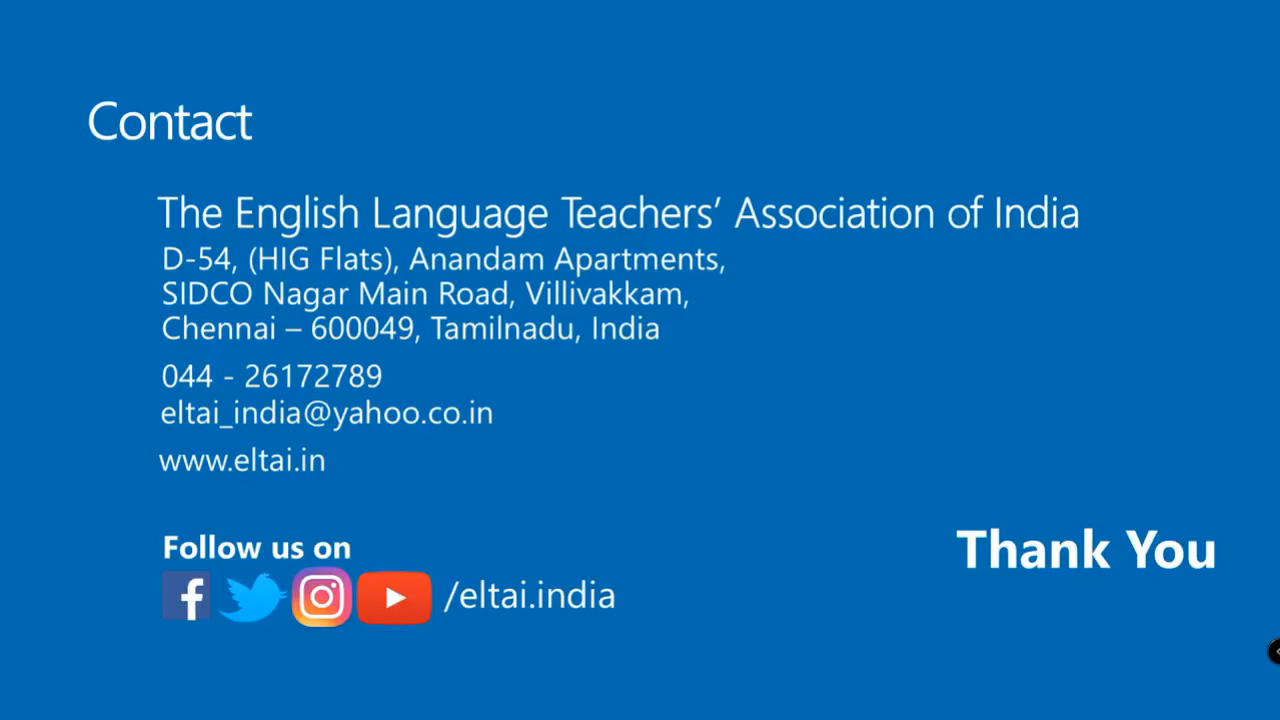 Contact
The English Language Teachers’ Association of India
D-54, (HIG Flats), Anandam Apartments,
SIDCO Nagar Main Road, Villivakkam,
Chennai – 600049, Tamilnadu, India
044 - 26172789
eltai_india@yahoo.co.in
www.eltai.in
Follow us on
/eltai.india
Thank You